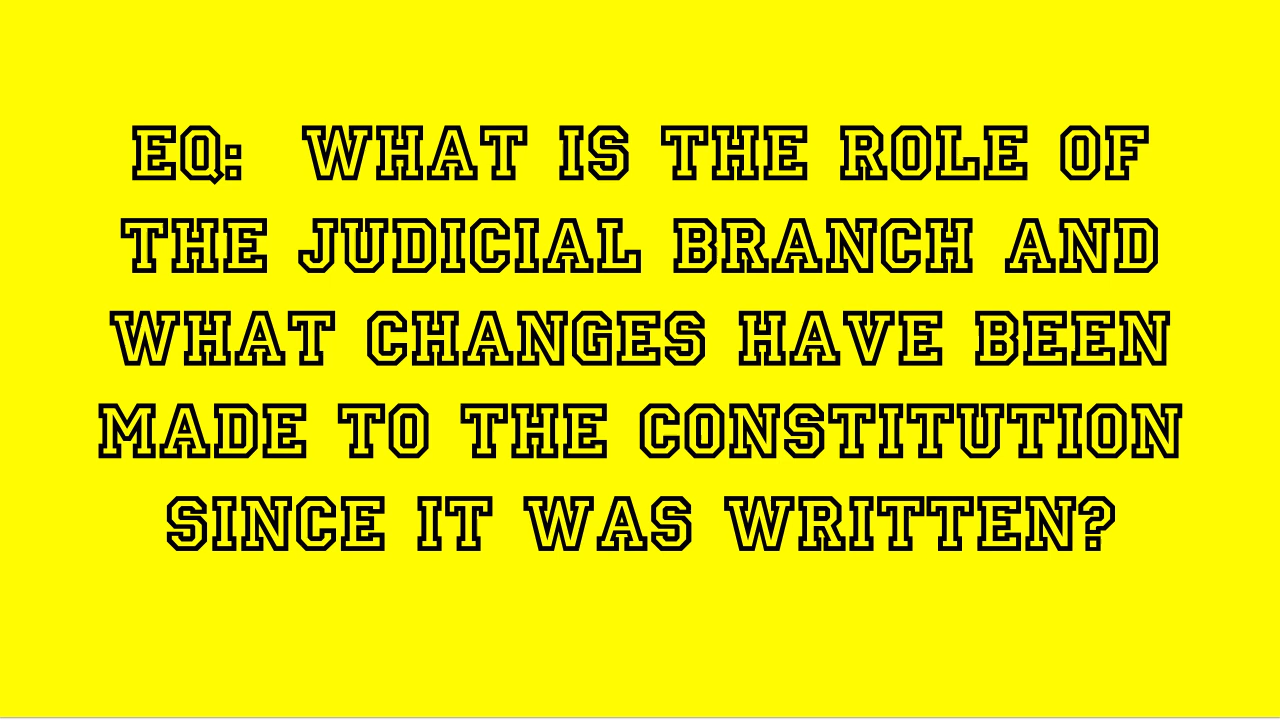 EQ:  WHAT IS THE ROLE OF
THE JUDICIAL BRANCH AND
WHAT CHANGES HAVE BEEN
MADE TO THE CONSTITUTION
SINCE IT WAS WRITTEN?